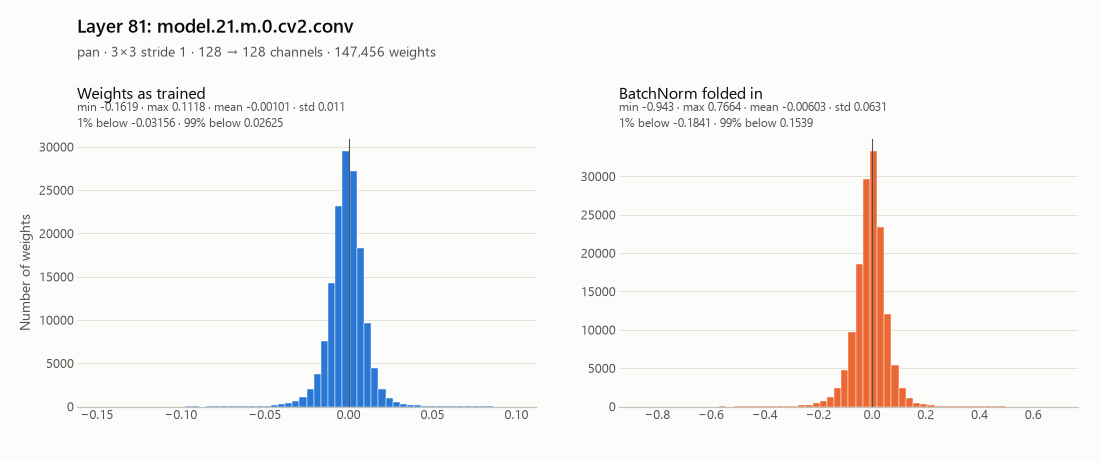 Layer 81: model.21.m.0.cv2.conv
pan · 3×3 stride 1 · 128 → 128 channels · 147,456 weights
Weights as trained
min -0.1619 · max 0.1118 · mean -0.00101 · std 0.011
1% below -0.03156 · 99% below 0.02625
BatchNorm folded in
min -0.943 · max 0.7664 · mean -0.00603 · std 0.0631
1% below -0.1841 · 99% below 0.1539
Number of weights
30000
25000
20000
15000
10000
5000
0
−0.15 −0.10 −0.05 0.00 0.05 0.10
30000
25000
20000
15000
10000
5000
0
−0.8 −0.6 −0.4 −0.2 0.0 0.2 0.4 0.6